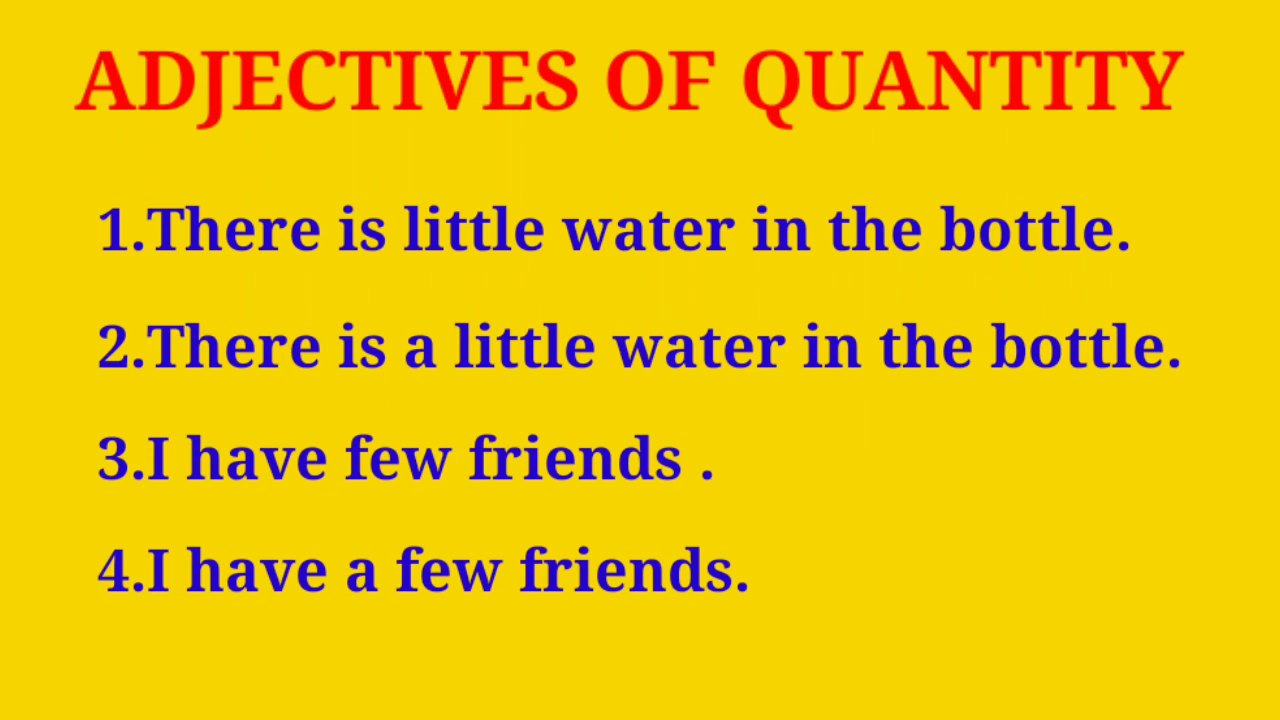 ADJECTIVES OF QUANTITY
1.There is little water in the bottle.
2.There is a little water in the bottle.
3.I have few friends .
4.I have a few friends.